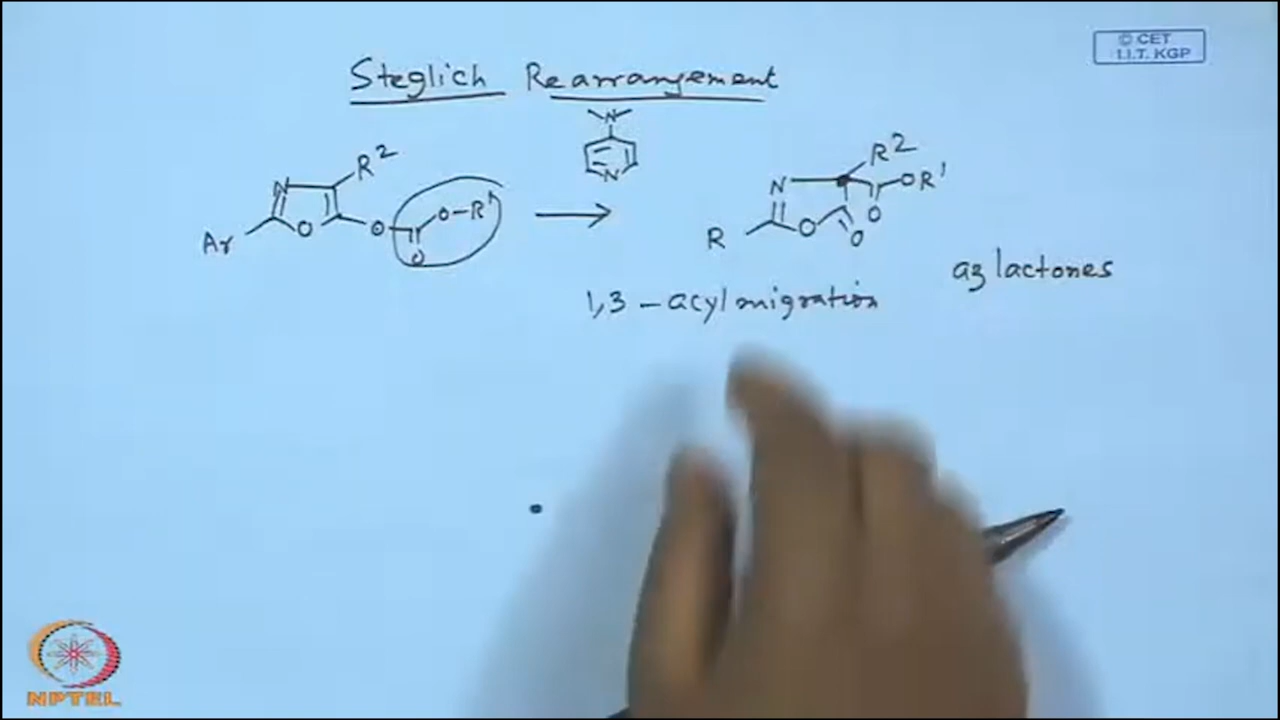 © CET
I.I.T. KGP
Steglich Rearrangement
N
N
N R²
Ar O O O-R¹
O
N R² OR¹
R O O O
azlactones
1,3-acylmigration
NPTEL